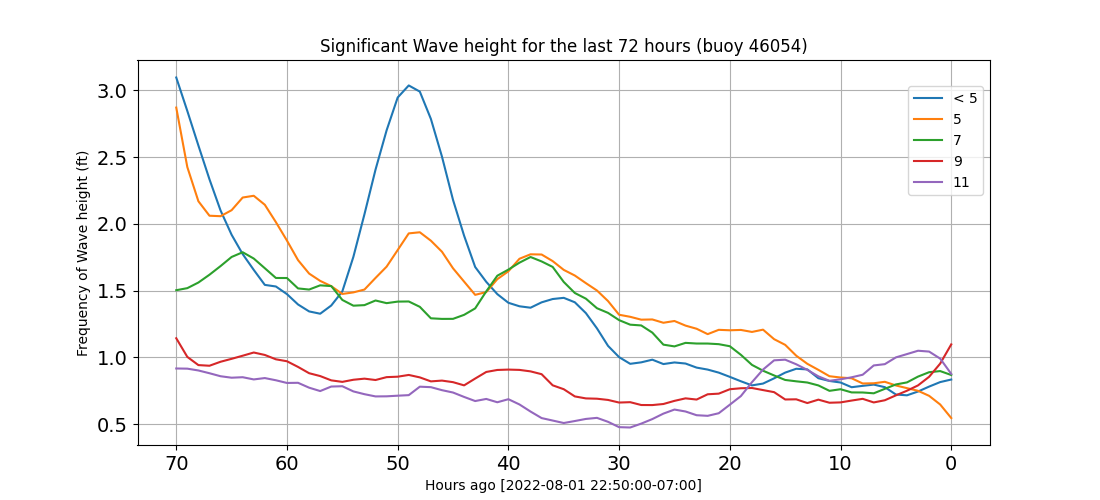 Significant Wave height for the last 72 hours (buoy 46054)
Frequency of Wave height (ft)
3.0
2.5
2.0
1.5
1.0
0.5
< 5
5
7
9
11
70 60 50 40 30 20 10 0
Hours ago [2022-08-01 22:50:00-07:00]